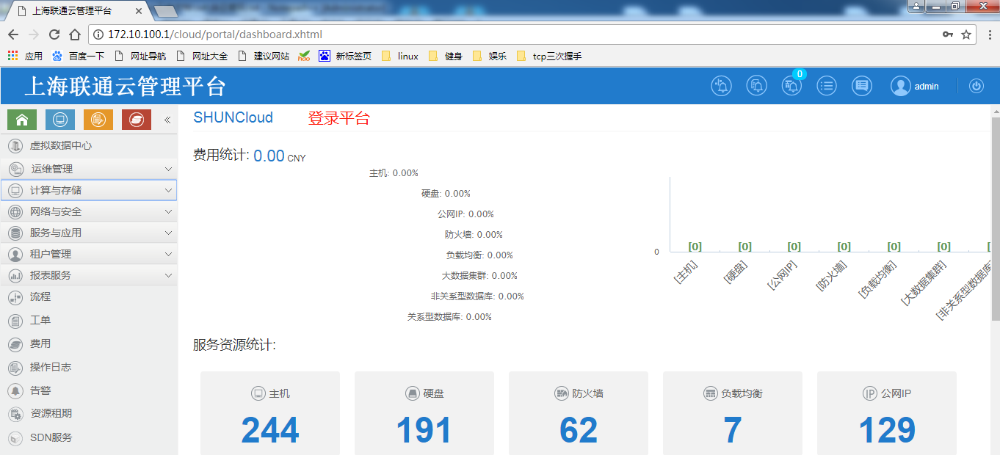 上海联通云管理平台
172.10.100.1/cloud/portal/dashboard.xhtml
应用 百度一下 网址导航 网址大全 建议网站 hao 新标签页 linux 健身 娱乐 tcp三次握手
上海联通云管理平台 0 admin
SHUNCloud 登录平台
虚拟数据中心
运维管理
计算与存储
网络与安全
服务与应用
租户管理
报表服务
流程
工单
费用
操作日志
告警
资源租期
SDN服务
费用统计: 0.00 CNY
主机: 0.00%
硬盘: 0.00%
公网IP: 0.00%
防火墙: 0.00%
负载均衡: 0.00%
大数据集群: 0.00%
非关系型数据库: 0.00%
关系型数据库: 0.00%
0 [0] [0] [0] [0] [0] [0] [
[主机] [硬盘] [公网IP] [防火墙] [负载均衡] [大数据集群] [非关系型数据库
服务资源统计:
主机 硬盘 防火墙 负载均衡 IP 公网IP
244 191 62 7 129